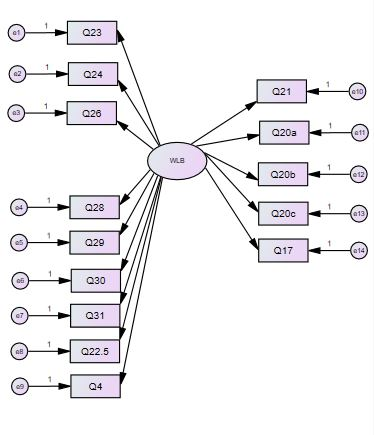 e1 1 Q23
e2 1 Q24
e3 1 Q26
WLB
e4 1 Q28
e5 1 Q29
e6 1 Q30
e7 1 Q31
e8 1 Q22.5
e9 1 Q4
Q21 1 e10
Q20a 1 e11
Q20b 1 e12
Q20c 1 e13
Q17 1 e14